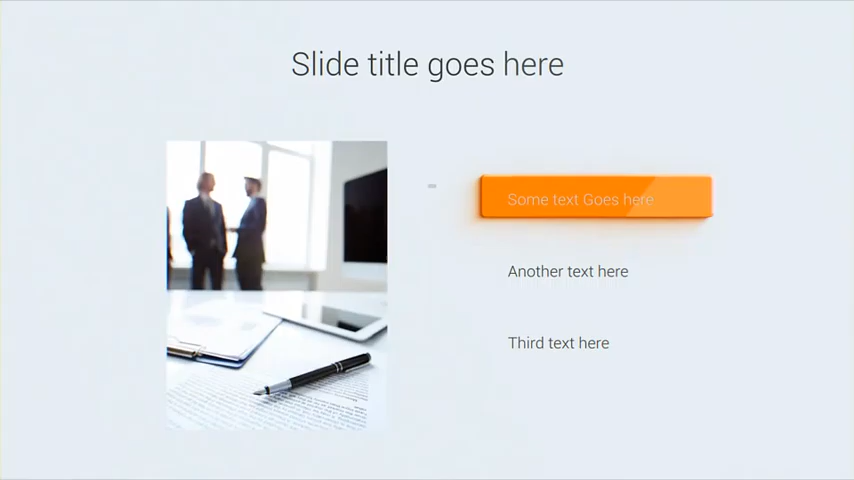 Slide title goes here
Some text Goes here
Another text here
Third text here